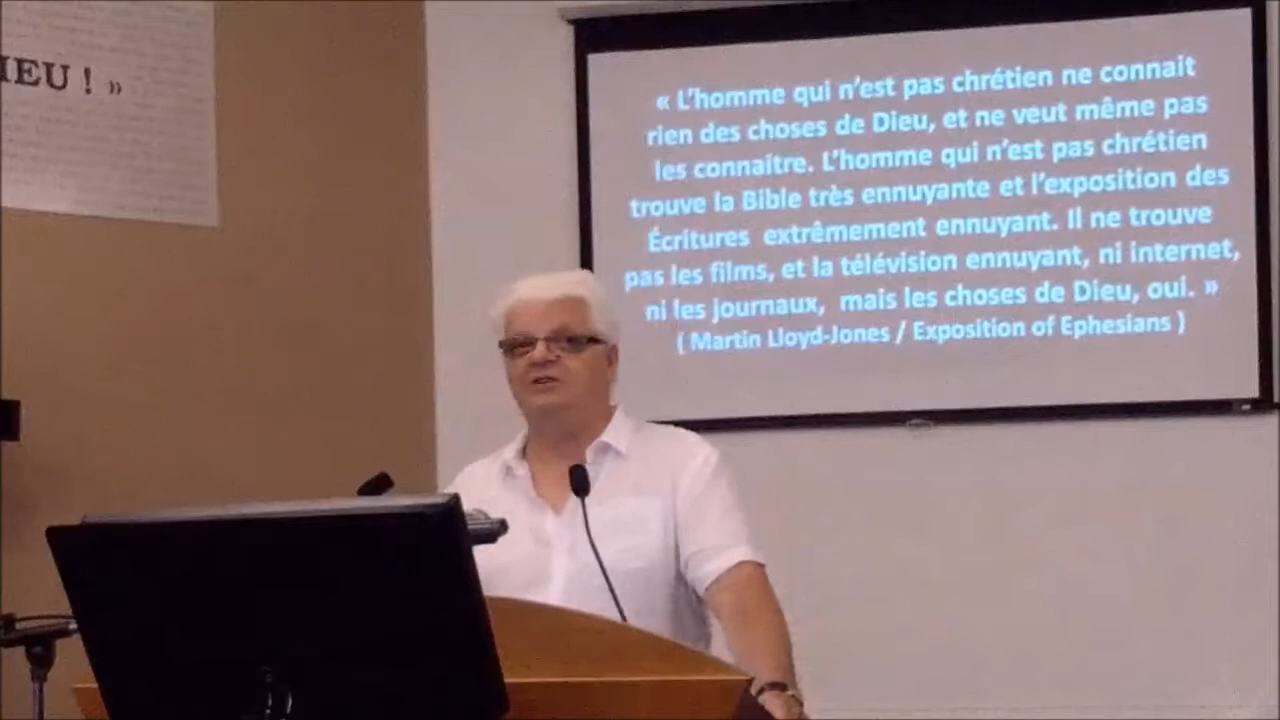 IEU ! »
« L'homme qui n'est pas chrétien ne connait
rien des choses de Dieu, et ne veut même pas
les connaitre. L'homme qui n'est pas chrétien
trouve la Bible très ennuyante et l'exposition des
Écritures extrêmement ennuyant. Il ne trouve
pas les films, et la télévision ennuyant, ni internet,
ni les journaux, mais les choses de Dieu, oui. »
( Martin Lloyd-Jones / Exposition of Ephesians )